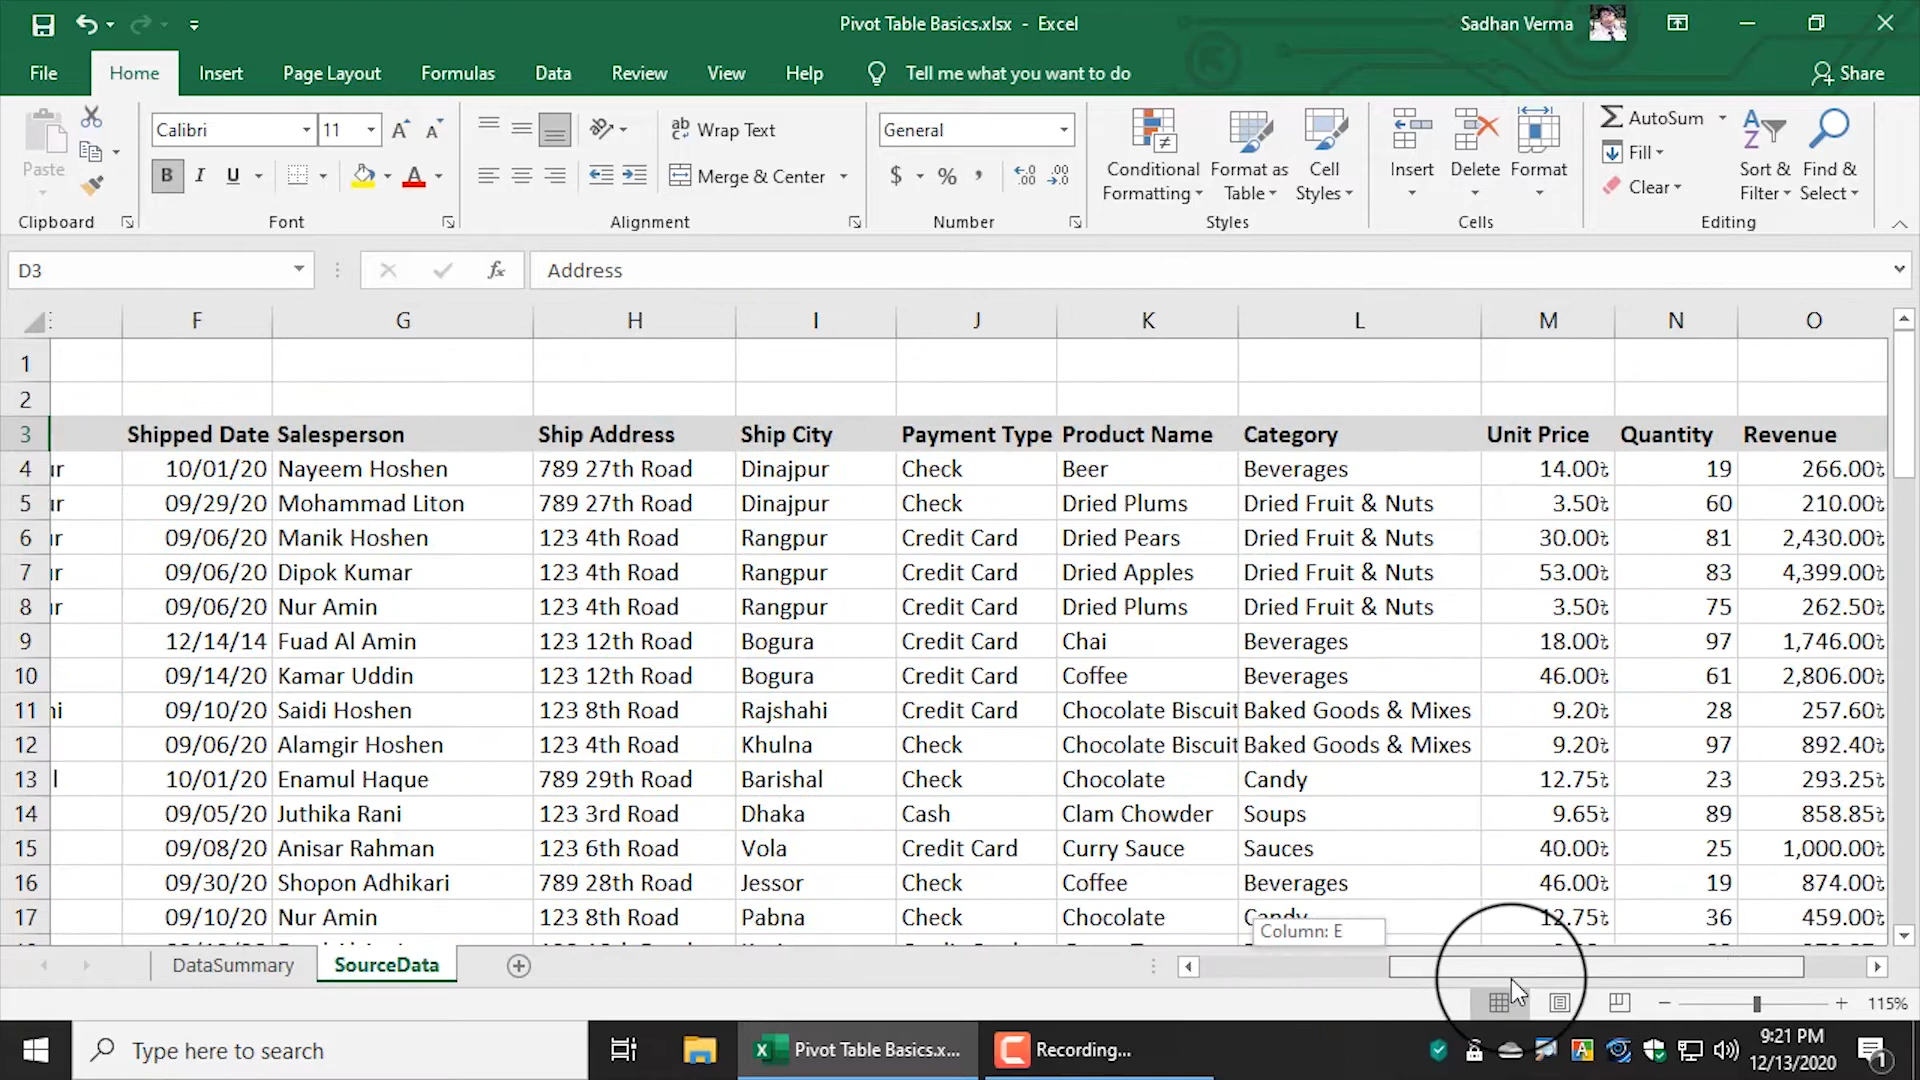 Pivot Table Basics.xlsx - Excel
Sadhan Verma
File Home Insert Page Layout Formulas Data Review View Help Tell me what you want to do Share
Calibri 11 Wrap Text General AutoSum
Paste B I U Merge & Center $ % , Conditional Formatting Format as Table Cell Styles Insert Delete Format Fill Clear Sort & Filter Find & Select
Clipboard Font Alignment Number Styles Cells Editing
D3 fx Address
F G H I J K L M N O
1
2
3 Shipped Date Salesperson Ship Address Ship City Payment Type Product Name Category Unit Price Quantity Revenue
4 ur 10/01/20 Nayeem Hoshen 789 27th Road Dinajpur Check Beer Beverages 14.00৳ 19 266.00৳
5 ur 09/29/20 Mohammad Liton 789 27th Road Dinajpur Check Dried Plums Dried Fruit & Nuts 3.50৳ 60 210.00৳
6 ur 09/06/20 Manik Hoshen 123 4th Road Rangpur Credit Card Dried Pears Dried Fruit & Nuts 30.00৳ 81 2,430.00৳
7 ur 09/06/20 Dipok Kumar 123 4th Road Rangpur Credit Card Dried Apples Dried Fruit & Nuts 53.00৳ 83 4,399.00৳
8 ur 09/06/20 Nur Amin 123 4th Road Rangpur Credit Card Dried Plums Dried Fruit & Nuts 3.50৳ 75 262.50৳
9 12/14/14 Fuad Al Amin 123 12th Road Bogura Credit Card Chai Beverages 18.00৳ 97 1,746.00৳
10 09/14/20 Kamar Uddin 123 12th Road Bogura Credit Card Coffee Beverages 46.00৳ 61 2,806.00৳
11 hi 09/10/20 Saidi Hoshen 123 8th Road Rajshahi Credit Card Chocolate Biscuit Baked Goods & Mixes 9.20৳ 28 257.60৳
12 09/06/20 Alamgir Hoshen 123 4th Road Khulna Check Chocolate Biscuit Baked Goods & Mixes 9.20৳ 97 892.40৳
13 l 10/01/20 Enamul Haque 789 29th Road Barishal Check Chocolate Candy 12.75৳ 23 293.25৳
14 09/05/20 Juthika Rani 123 3rd Road Dhaka Cash Clam Chowder Soups 9.65৳ 89 858.85৳
15 09/08/20 Anisar Rahman 123 6th Road Vola Credit Card Curry Sauce Sauces 40.00৳ 25 1,000.00৳
16 09/30/20 Shopon Adhikari 789 28th Road Jessor Check Coffee Beverages 46.00৳ 19 874.00৳
17 09/10/20 Nur Amin 123 8th Road Pabna Check Chocolate Candy 12.75৳ 36 459.00৳
Column: E
DataSummary SourceData
115%
Type here to search Pivot Table Basics.x... Recording... 9:21 PM
12/13/2020 1